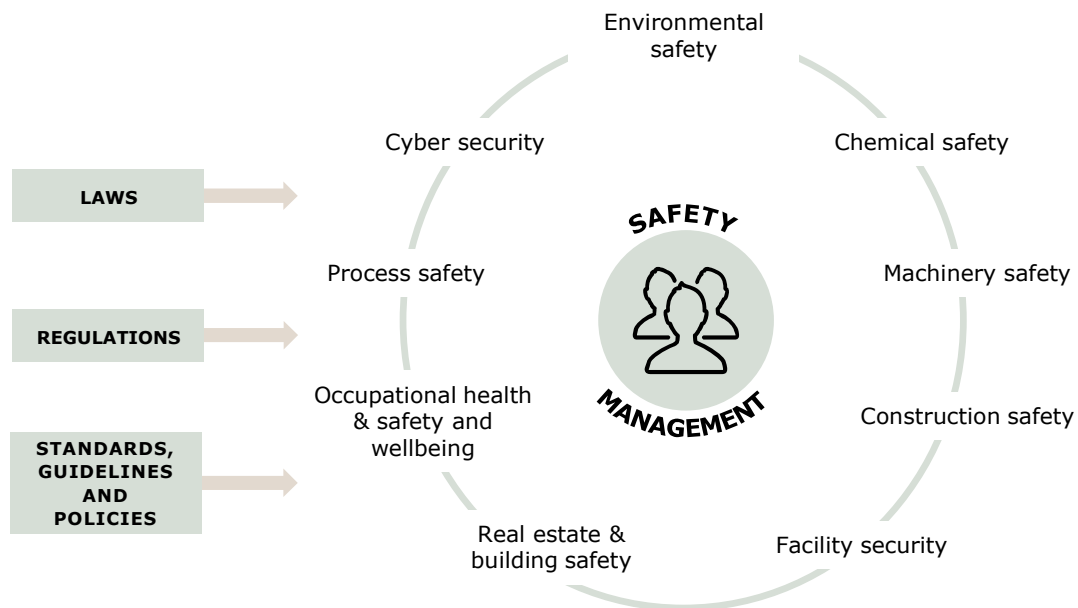 Environmental
safety
Cyber security
Chemical safety
LAWS
SAFETY
Process safety
Machinery safety
REGULATIONS
Occupational health
& safety and
wellbeing
MANAGEMENT
Construction safety
STANDARDS,
GUIDELINES
AND
POLICIES
Real estate &
building safety
Facility security